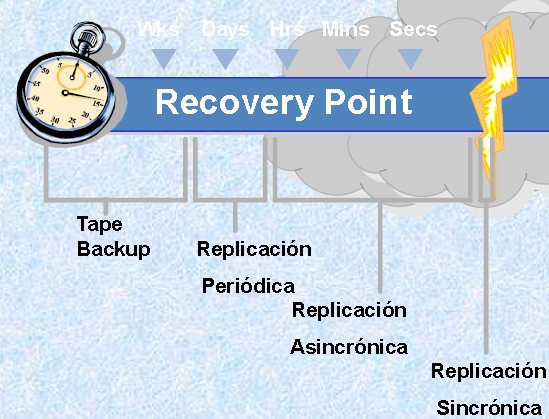 Wks Days Hrs Mins Secs
Recovery Point
Tape
Backup
Replicación
Periódica
Replicación
Asincrónica
Replicación
Sincrónica